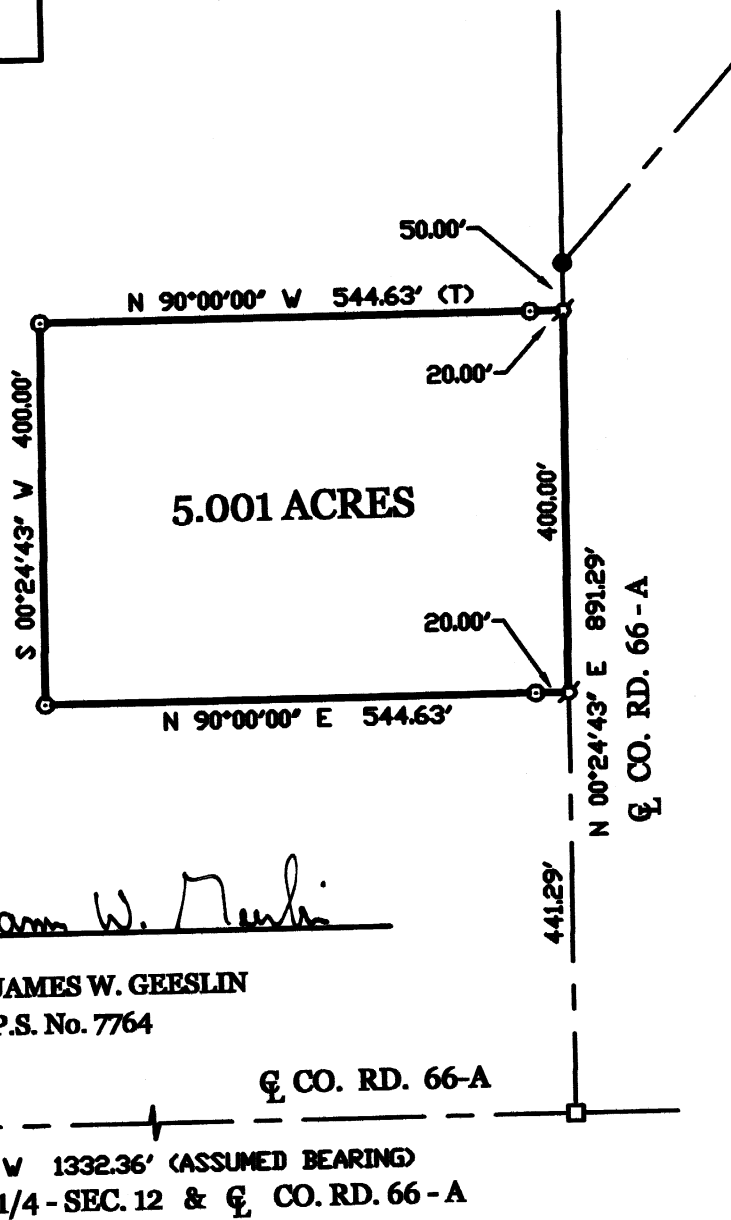 50.00'
N 90°00'00" W 544.63' (T)
20.00'
S 00°24'43" W 400.00'
5.001 ACRES
400.00'
N 00°24'43" E 891.29'
℄ CO. RD. 66-A
20.00'
N 90°00'00" E 544.63'
441.29'
JAMES W. GEESLIN
P.S. No. 7764
℄ CO. RD. 66-A
W 1332.36' (ASSUMED BEARING)
1/4 - SEC. 12 & ℄ CO. RD. 66 - A